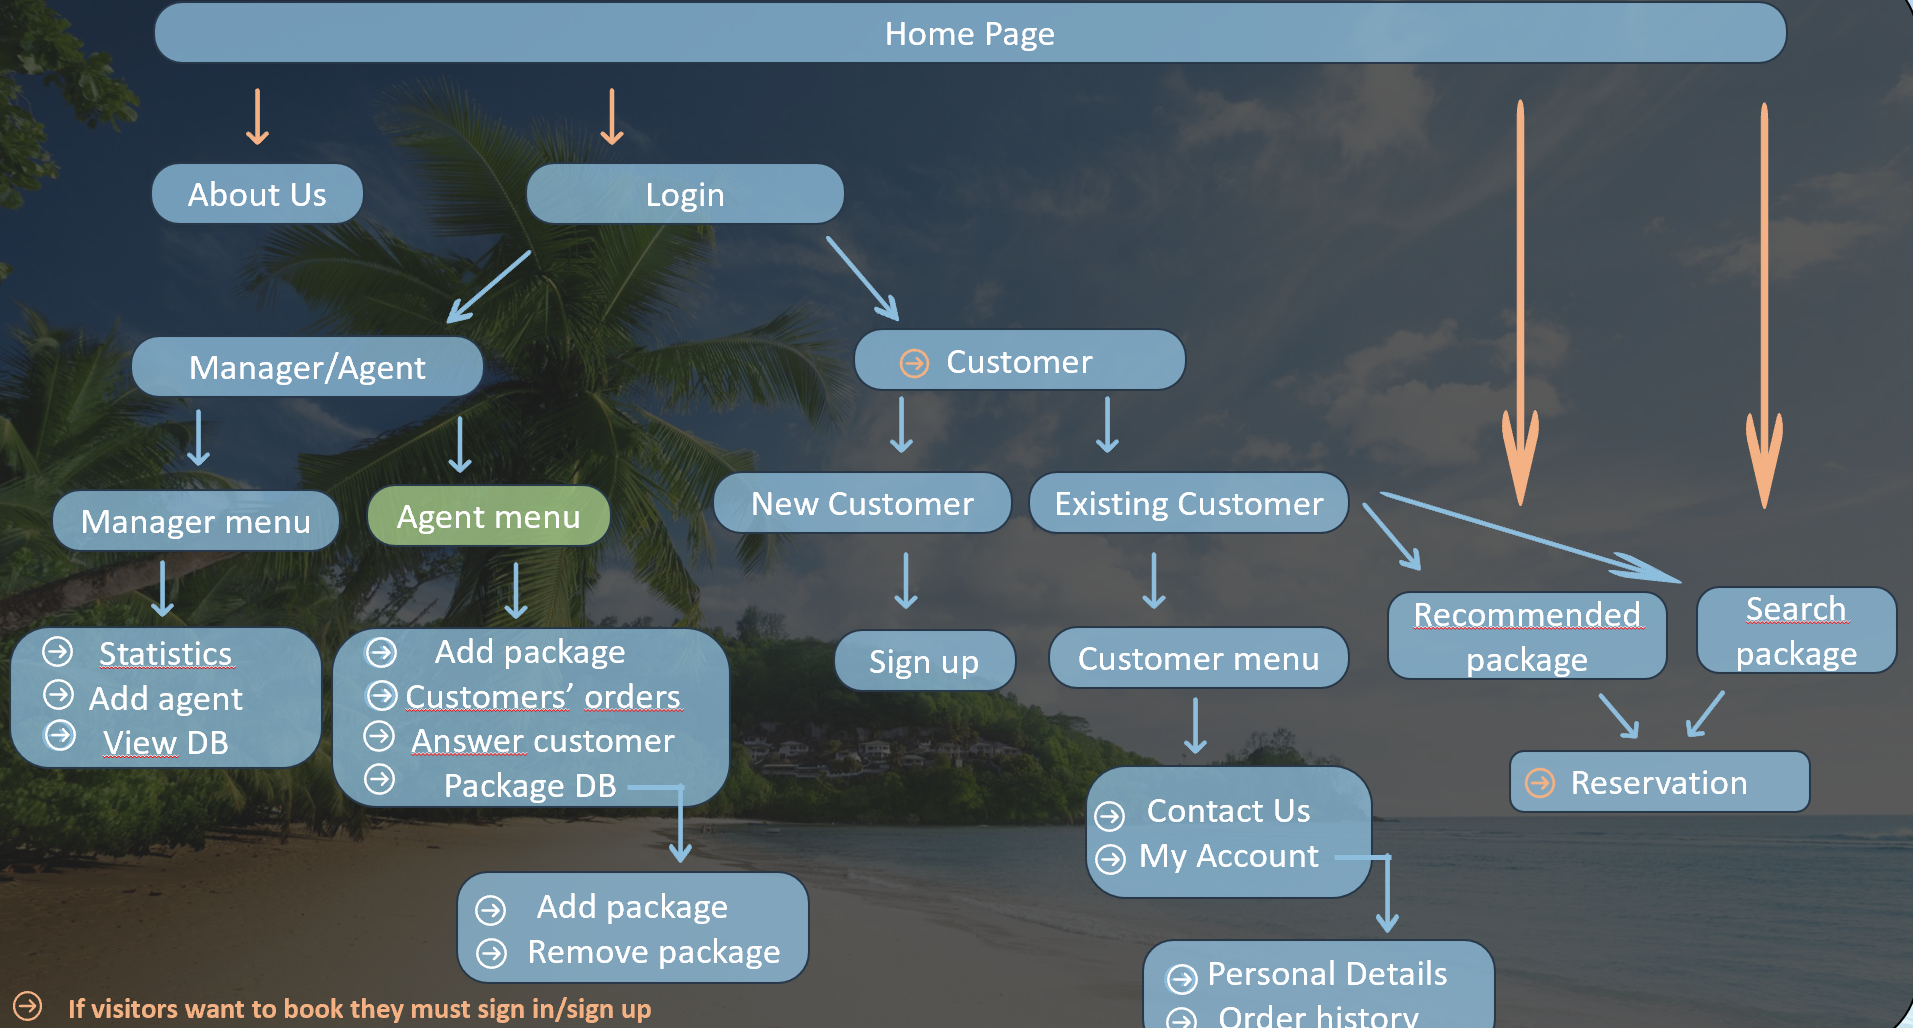 Home Page
About Us
Login
Manager/Agent
Customer
Manager menu
Agent menu
New Customer
Existing Customer
Recommended
package
Search
package
Statistics
Add agent
View DB
Add package
Customers’ orders
Answer customer
Package DB
Sign up
Customer menu
Reservation
Contact Us
My Account
Add package
Remove package
Personal Details
Order history
If visitors want to book they must sign in/sign up